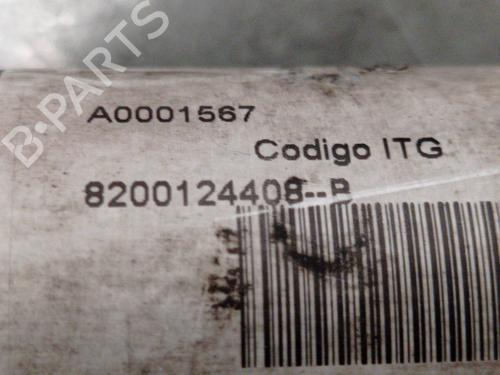 B-PARTS
A0001567
Codigo ITG
8200124408--B